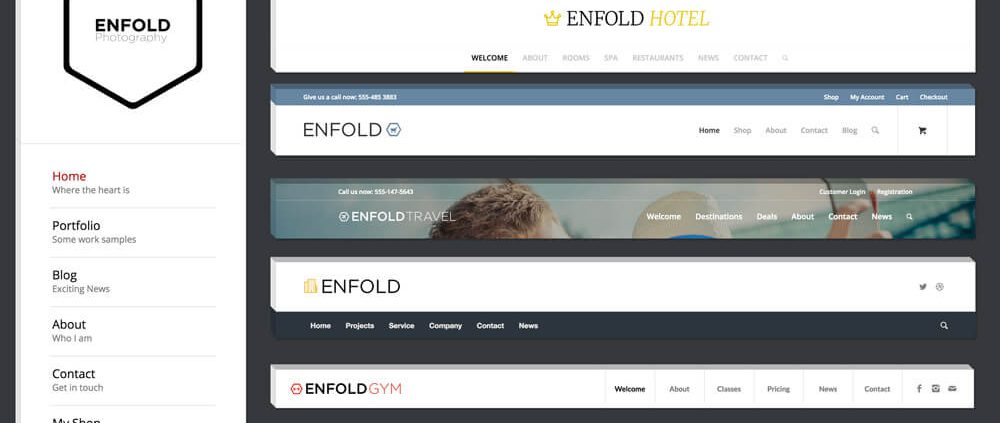 ENFOLD
Photography
Home
Where the heart is
Portfolio
Some work samples
Blog
Exciting News
About
Who I am
Contact
Get in touch
My Shop
ENFOLD HOTEL
WELCOME ABOUT ROOMS SPA RESTAURANTS NEWS CONTACT
Give us a call now: 555-485 3883 Shop My Account Cart Checkout
ENFOLD Home Shop About Contact Blog
Call us now: 555-147-5643 Customer Login Registration
ENFOLDTRAVEL Welcome Destinations Deals About Contact News
ENFOLD
Home Projects Service Company Contact News
ENFOLDGYM Welcome About Classes Pricing News Contact